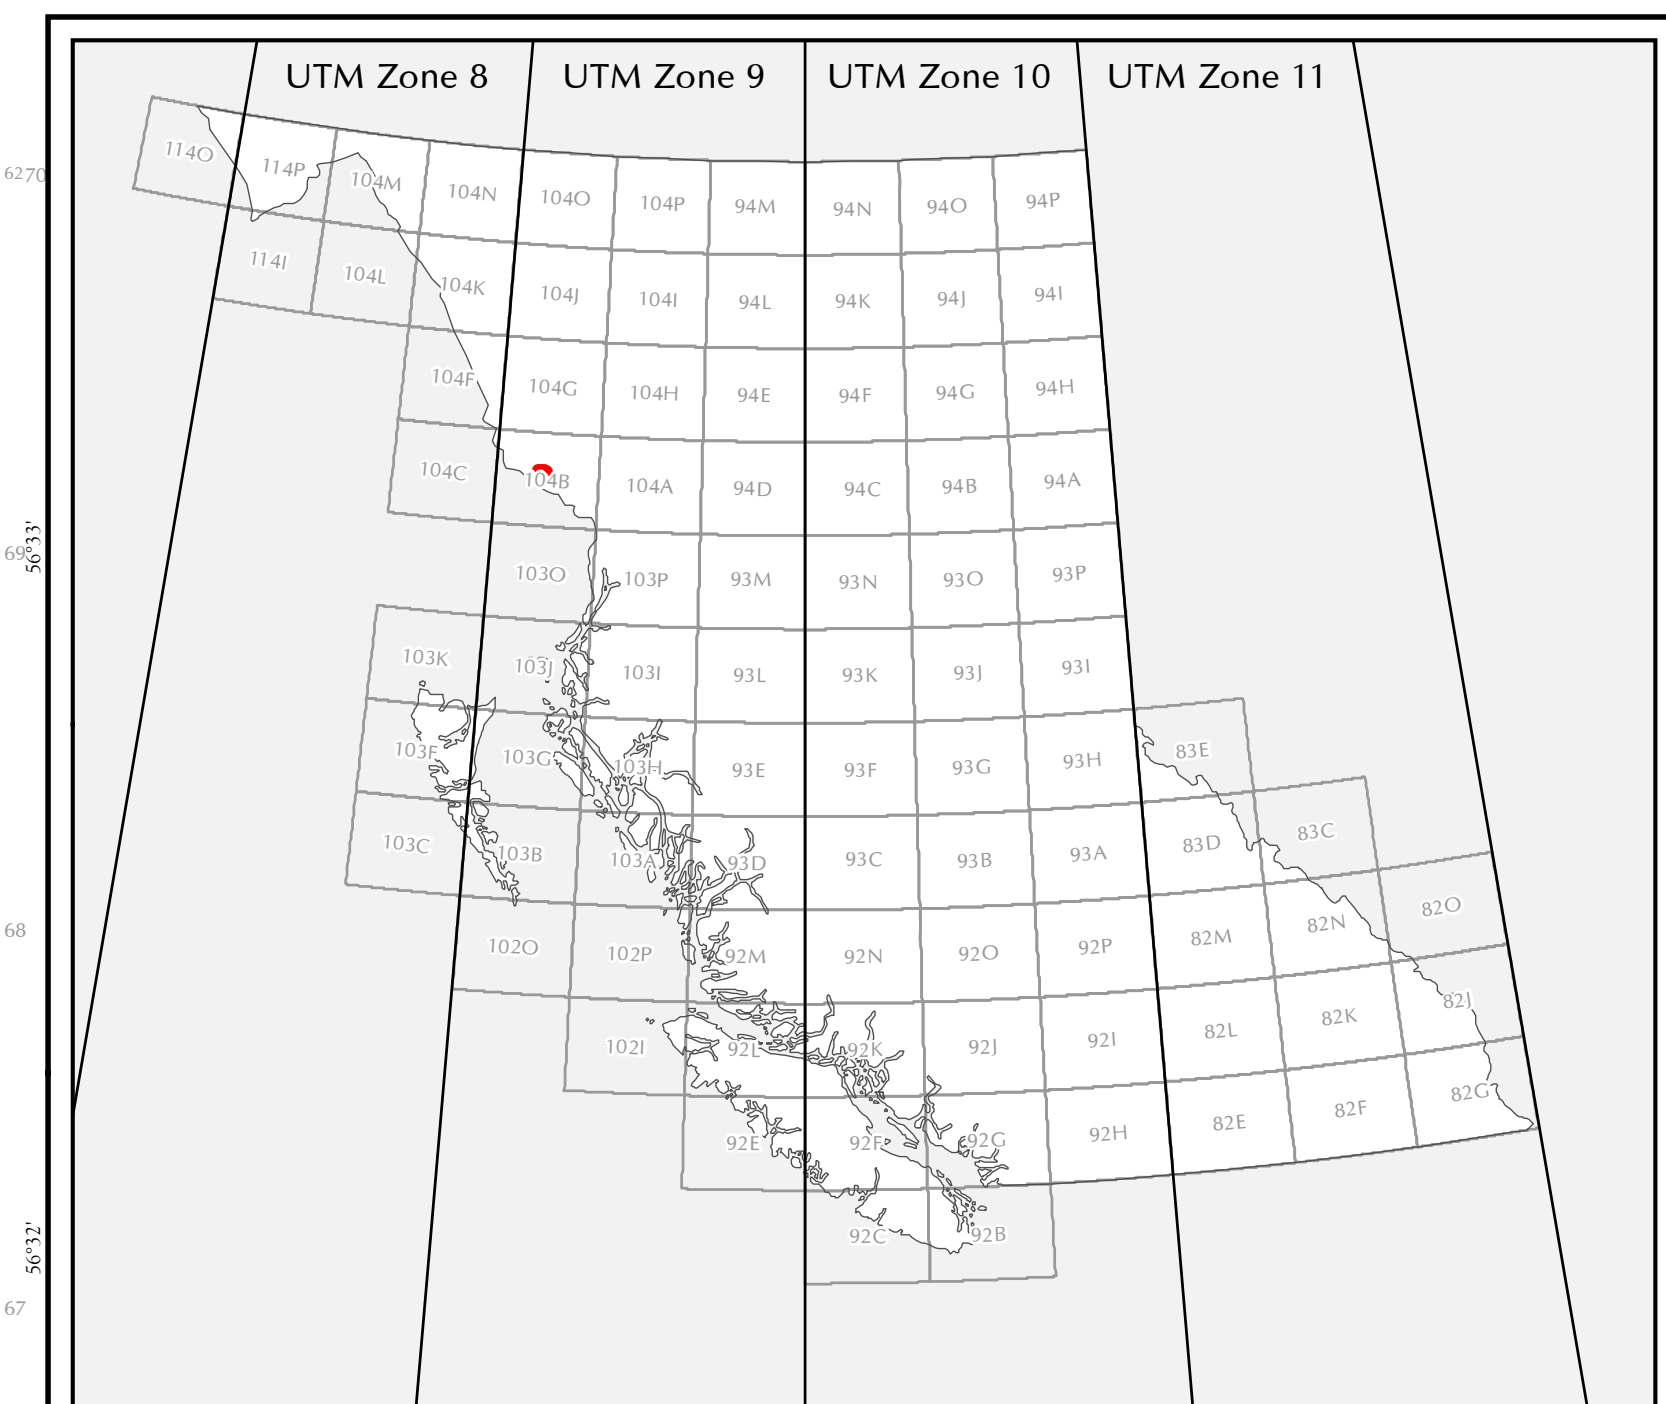 UTM Zone 8 UTM Zone 9 UTM Zone 10 UTM Zone 11
114O 114P 104M 104N 104O 104P 94M 94N 94O 94P
6270
114I 104L 104K 104J 104I 94L 94K 94J 94I
104F 104G 104H 94E 94F 94G 94H
104C 104B 104A 94D 94C 94B 94A
69
56°33'
103O 103P 93M 93N 93O 93P
103K 103J 103I 93L 93K 93J 93I
103F 103G 103H 93E 93F 93G 93H 83E
103C 103B 103A 93D 93C 93B 93A 83D 83C
68
102O 102P 92M 92N 92O 92P 82M 82N 82O
102I 92L 92K 92J 92I 82L 82K 82J
92E 92F 92G 92H 82E 82F 82G
92C 92B
56°32'
67